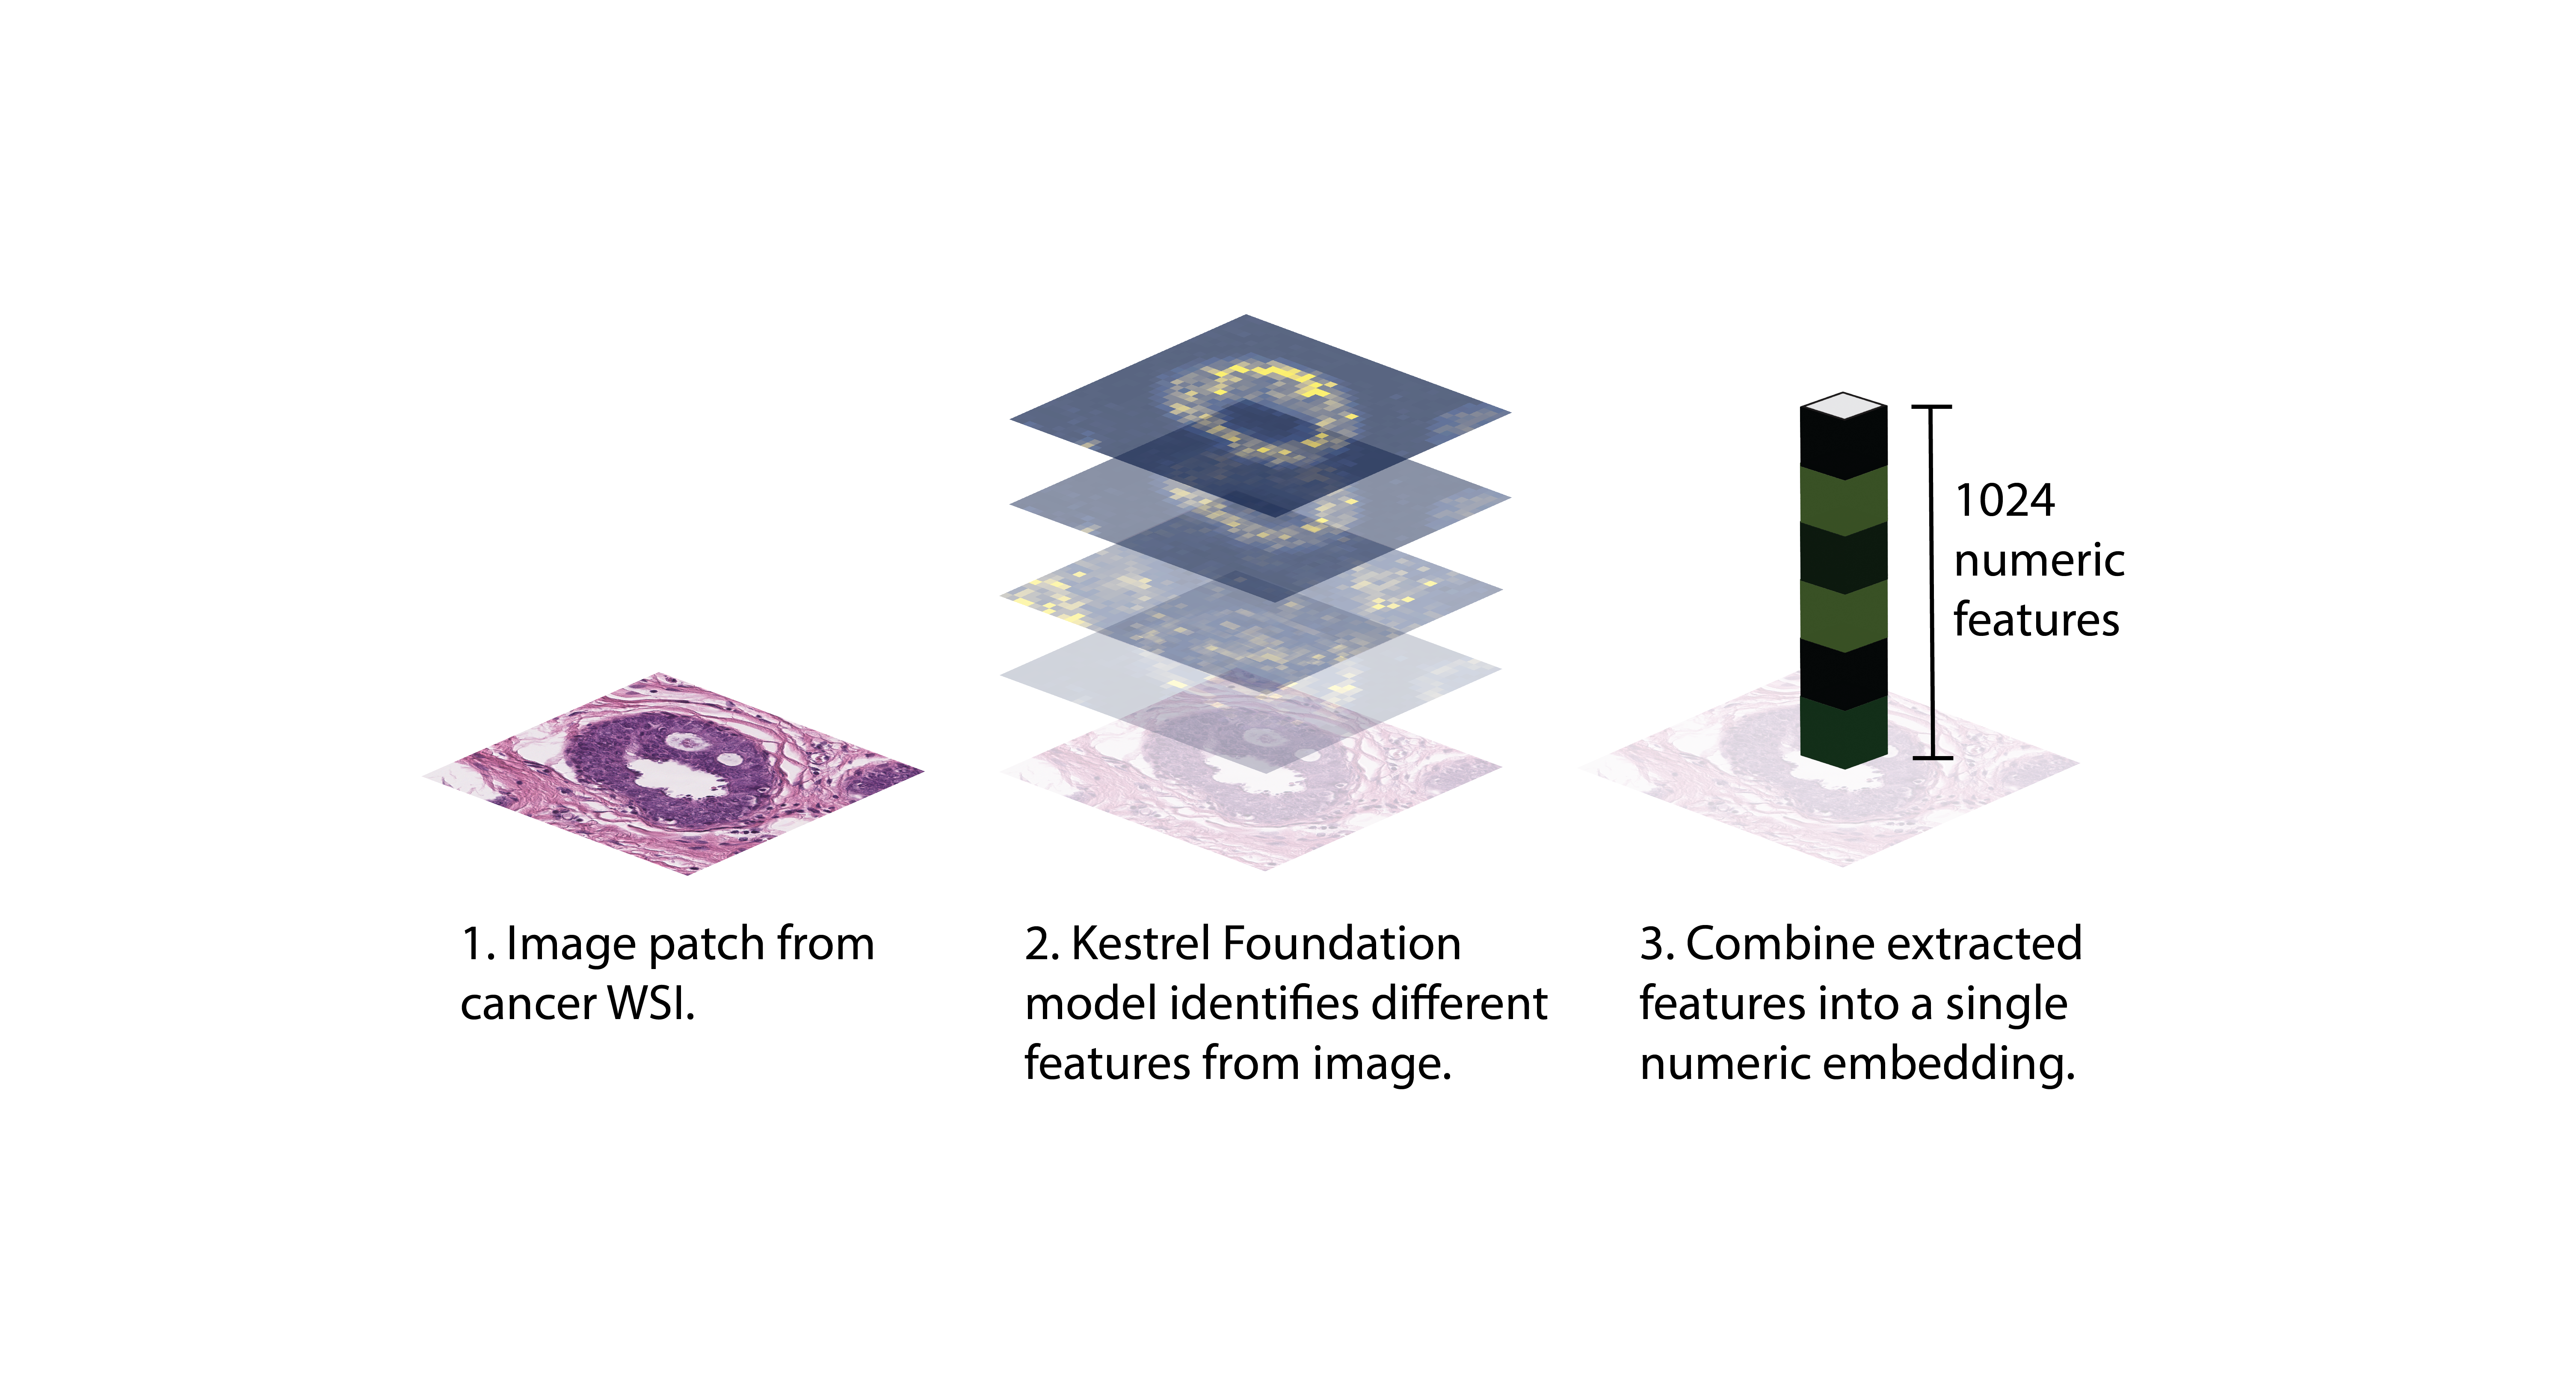 1024
numeric
features
1. Image patch from
cancer WSI.
2. Kestrel Foundation
model identifies different
features from image.
3. Combine extracted
features into a single
numeric embedding.